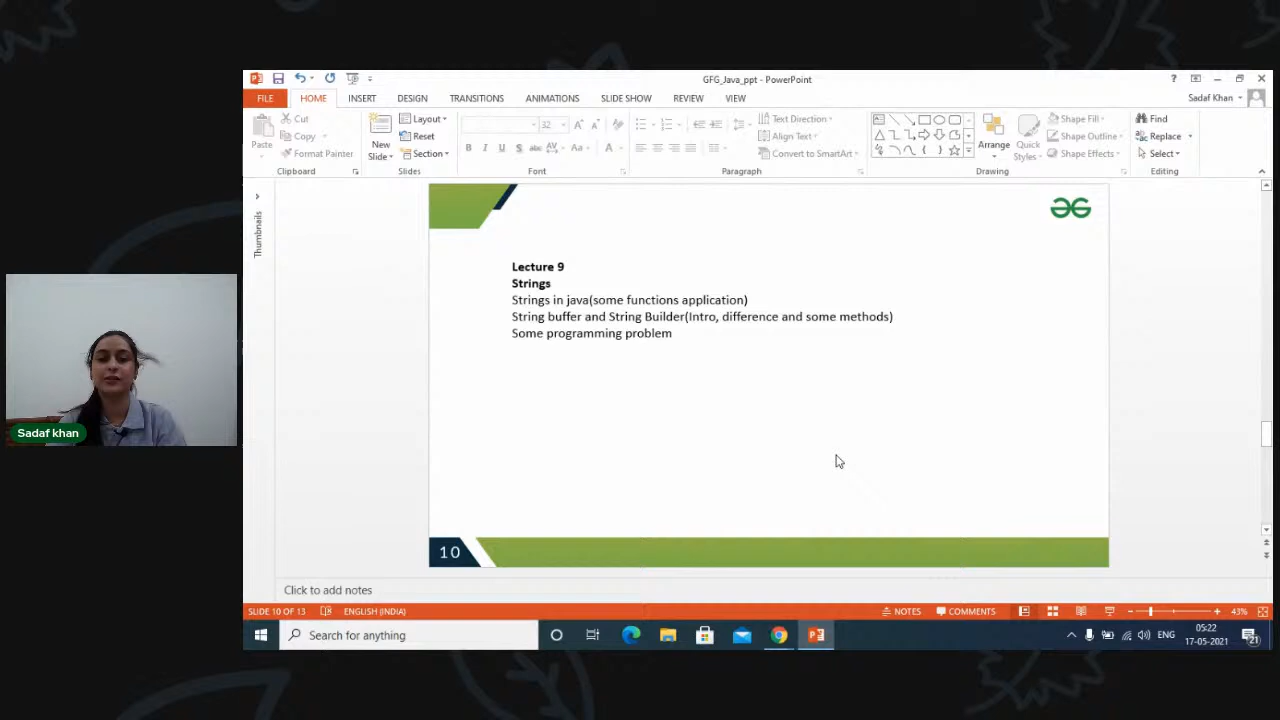 GFG_Java_ppt - PowerPoint
?
Sadaf Khan
FILE
HOME
INSERT
DESIGN
TRANSITIONS
ANIMATIONS
SLIDE SHOW
REVIEW
VIEW
Paste
Cut
Copy
Format Painter
Clipboard
New
Slide
Layout
Reset
Section
Slides
32
B I U S abc AV Aa A
Font
Paragraph
Text Direction
Align Text
Convert to SmartArt
Arrange
Quick
Styles
Shape Fill
Shape Outline
Shape Effects
Drawing
Find
Replace
Select
Editing
Thumbnails
Lecture 9
Strings
Strings in java(some functions application)
String buffer and String Builder(Intro, difference and some methods)
Some programming problem
10
Sadaf khan
Click to add notes
SLIDE 10 OF 13
ENGLISH (INDIA)
NOTES
COMMENTS
43%
Search for anything
ENG
05:22
17-05-2021
21